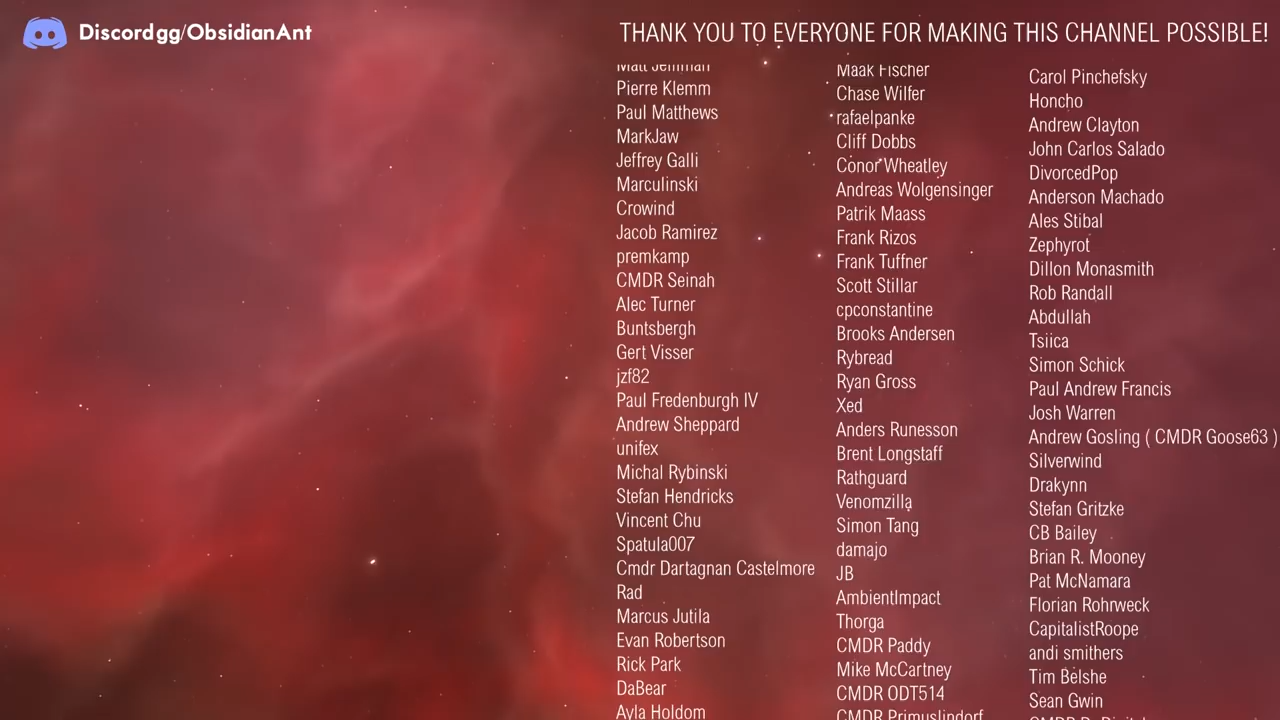 Discordgg/ObsidianAnt
THANK YOU TO EVERYONE FOR MAKING THIS CHANNEL POSSIBLE!
Pierre Klemm
Paul Matthews
MarkJaw
Jeffrey Galli
Marculinski
Crowind
Jacob Ramirez
premkamp
CMDR Seinah
Alec Turner
Buntsbergh
Gert Visser
jzf82
Paul Fredenburgh IV
Andrew Sheppard
unifex
Michal Rybinski
Stefan Hendricks
Vincent Chu
Spatula007
Cmdr Dartagnan Castelmore
Rad
Marcus Jutila
Evan Robertson
Rick Park
DaBear
Ayla Holdom
Maak Fischer
Chase Wilfer
rafaelpanke
Cliff Dobbs
Conor Wheatley
Andreas Wolgensinger
Patrik Maass
Frank Rizos
Frank Tuffner
Scott Stillar
cpconstantine
Brooks Andersen
Rybread
Ryan Gross
Xed
Anders Runesson
Brent Longstaff
Rathguard
Venomzilla
Simon Tang
damajo
JB
AmbientImpact
Thorga
CMDR Paddy
Mike McCartney
CMDR ODT514
CMDR Primuslindorf
Carol Pinchefsky
Honcho
Andrew Clayton
John Carlos Salado
DivorcedPop
Anderson Machado
Ales Stibal
Zephyrot
Dillon Monasmith
Rob Randall
Abdullah
Tsiica
Simon Schick
Paul Andrew Francis
Josh Warren
Andrew Gosling ( CMDR Goose63 )
Silverwind
Drakynn
Stefan Gritzke
CB Bailey
Brian R. Mooney
Pat McNamara
Florian Rohrweck
CapitalistRoope
andi smithers
Tim Belshe
Sean Gwin